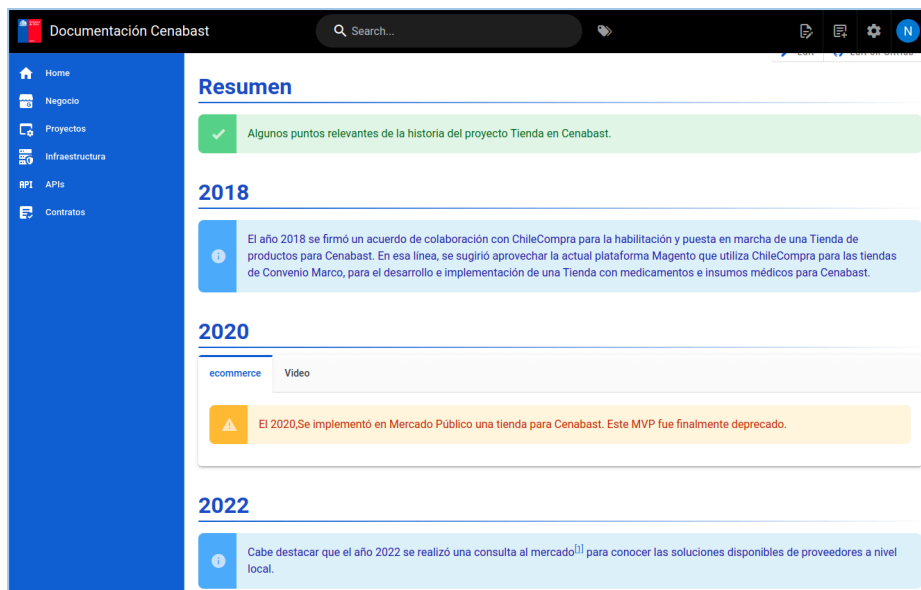 Documentación Cenabast
Search...
N
Home
Negocio
Proyectos
Infraestructura
API APIs
Contratos
Resumen
Algunos puntos relevantes de la historia del proyecto Tienda en Cenabast.
2018
El año 2018 se firmó un acuerdo de colaboración con ChileCompra para la habilitación y puesta en marcha de una Tienda de
productos para Cenabast. En esa línea, se sugirió aprovechar la actual plataforma Magento que utiliza ChileCompra para las tiendas
de Convenio Marco, para el desarrollo e implementación de una Tienda con medicamentos e insumos médicos para Cenabast.
2020
ecommerce Video
El 2020,Se implementó en Mercado Público una tienda para Cenabast. Este MVP fue finalmente deprecado.
2022
Cabe destacar que el año 2022 se realizó una consulta al mercado[1] para conocer las soluciones disponibles de proveedores a nivel
local.